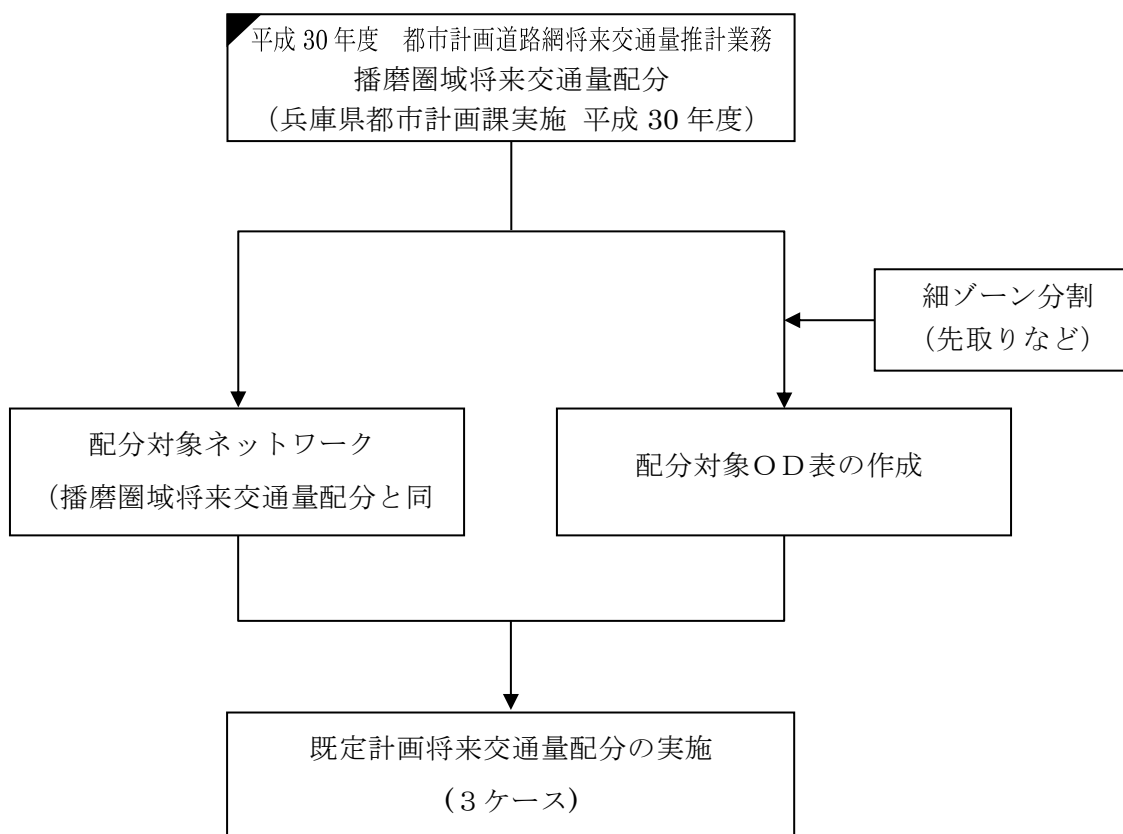 平成 30 年度　都市計画道路網将来交通量推計業務
播磨圏域将来交通量配分
（兵庫県都市計画課実施 平成 30 年度）
細ゾーン分割
（先取りなど）
配分対象ネットワーク
（播磨圏域将来交通量配分と同
配分対象ＯＤ表の作成
既定計画将来交通量配分の実施
（３ケース）